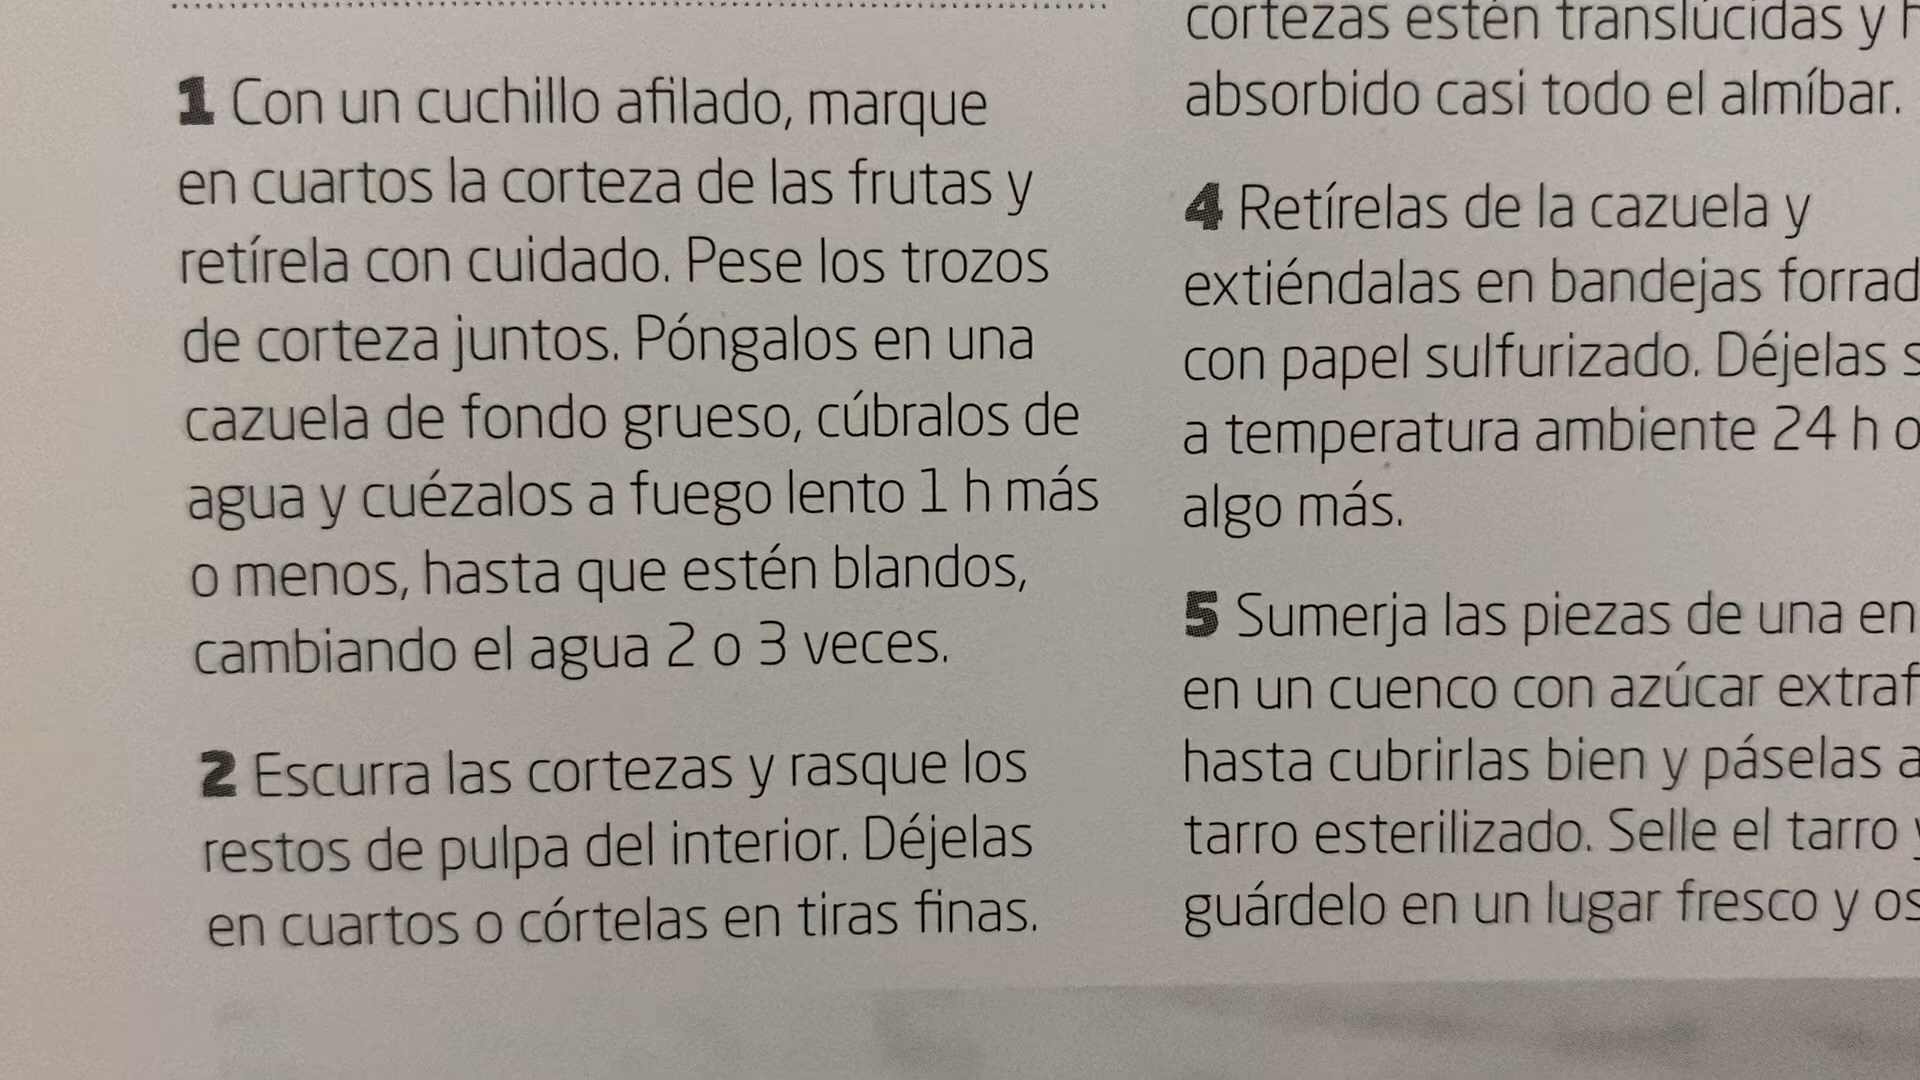 1 Con un cuchillo afilado, marque
en cuartos la corteza de las frutas y
retírela con cuidado. Pese los trozos
de corteza juntos. Póngalos en una
cazuela de fondo grueso, cúbralos de
agua y cuézalos a fuego lento 1 h más
o menos, hasta que estén blandos,
cambiando el agua 2 o 3 veces.
2 Escurra las cortezas y rasque los
restos de pulpa del interior. Déjelas
en cuartos o córtelas en tiras finas.
cortezas estén translúcidas y
absorbido casi todo el almíbar.
4 Retírelas de la cazuela y
extiéndalas en bandejas
con papel sulfurizado. Déjelas
a temperatura ambiente 24 h o
algo más.
5 Sumerja las piezas de una en
en un cuenco con azúcar
hasta cubrirlas bien y páselas a
tarro esterilizado. Selle el tarro y
guárdelo en un lugar fresco y